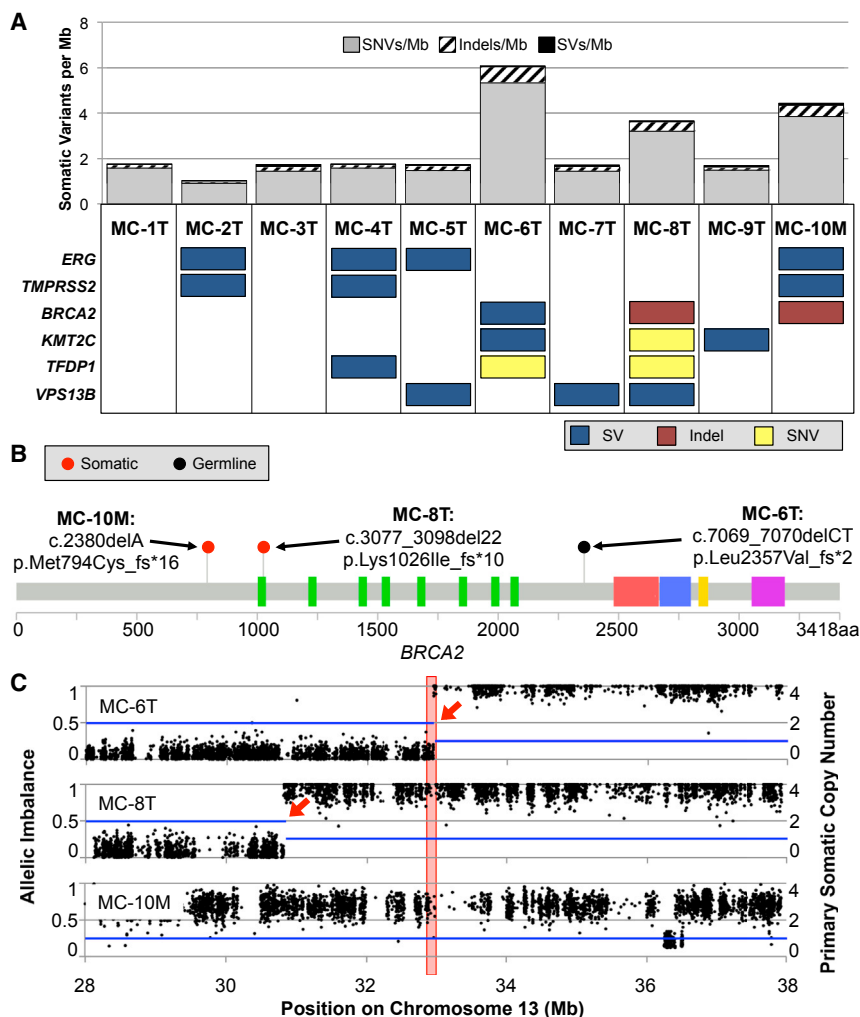 A
Somatic Variants per Mb
8
6
4
2
0
SNVs/Mb Indels/Mb SVs/Mb
MC-1T MC-2T MC-3T MC-4T MC-5T MC-6T MC-7T MC-8T MC-9T MC-10M
ERG
TMPRSS2
BRCA2
KMT2C
TFDP1
VPS13B
SV Indel SNV
B
Somatic Germline
MC-10M:
c.2380delA
p.Met794Cys_fs*16
MC-8T:
c.3077_3098del22
p.Lys1026Ile_fs*10
MC-6T:
c.7069_7070delCT
p.Leu2357Val_fs*2
0 500 1000 1500 2000 2500 3000 3418aa
BRCA2
C
Allelic Imbalance
Primary Somatic Copy Number
1 MC-6T 4
0.5 2
0 0
1 MC-8T 4
0.5 2
0 0
1 MC-10M 4
0.5 2
0 0
28 30 32 34 36 38
Position on Chromosome 13 (Mb)